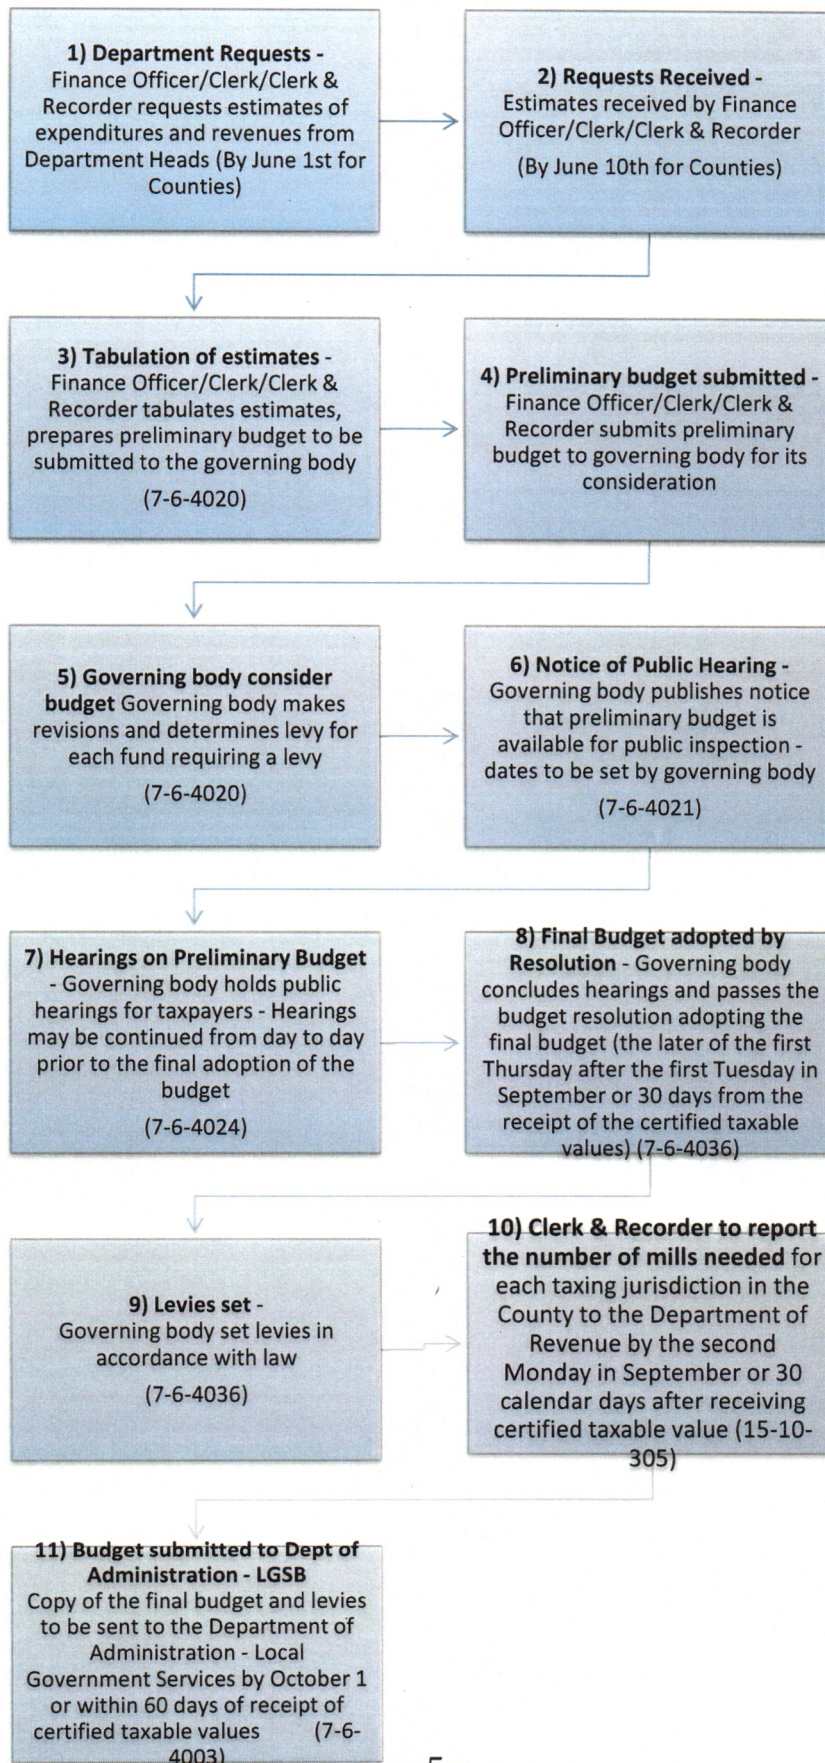 1) Department Requests -
Finance Officer/Clerk/Clerk &
Recorder requests estimates of
expenditures and revenues from
Department Heads (By June 1st for
Counties)
2) Requests Received -
Estimates received by Finance
Officer/Clerk/Clerk & Recorder
(By June 10th for Counties)
3) Tabulation of estimates -
Finance Officer/Clerk/Clerk &
Recorder tabulates estimates,
prepares preliminary budget to be
submitted to the governing body
(7-6-4020)
4) Preliminary budget submitted -
Finance Officer/Clerk/Clerk &
Recorder submits preliminary
budget to governing body for its
consideration
5) Governing body consider
budget Governing body makes
revisions and determines levy for
each fund requiring a levy
(7-6-4020)
6) Notice of Public Hearing -
Governing body publishes notice
that preliminary budget is
available for public inspection -
dates to be set by governing body
(7-6-4021)
7) Hearings on Preliminary Budget
- Governing body holds public
hearings for taxpayers - Hearings
may be continued from day to day
prior to the final adoption of the
budget
(7-6-4024)
8) Final Budget adopted by
Resolution - Governing body
concludes hearings and passes the
budget resolution adopting the
final budget (the later of the first
Thursday after the first Tuesday in
September or 30 days from the
receipt of the certified taxable
values) (7-6-4036)
9) Levies set -
Governing body set levies in
accordance with law
(7-6-4036)
10) Clerk & Recorder to report
the number of mills needed for
each taxing jurisdiction in the
County to the Department of
Revenue by the second
Monday in September or 30
calendar days after receiving
certified taxable value (15-10-
305)
11) Budget submitted to Dept of
Administration - LGSB
Copy of the final budget and levies
to be sent to the Department of
Administration - Local
Government Services by October 1
or within 60 days of receipt of
certified taxable values (7-6-
4003)